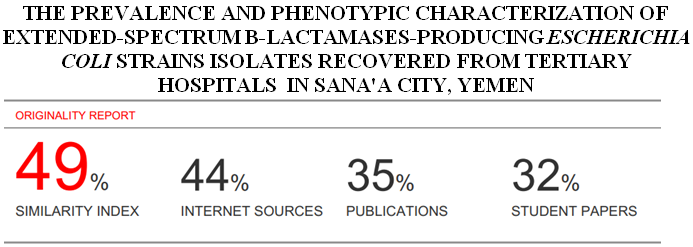 THE PREVALENCE AND PHENOTYPIC CHARACTERIZATION OF
EXTENDED-SPECTRUM B-LACTAMASES-PRODUCING ESCHERICHIA
COLI STRAINS ISOLATES RECOVERED FROM TERTIARY
HOSPITALS IN SANA'A CITY, YEMEN
ORIGINALITY REPORT
49% 44% 35% 32%
SIMILARITY INDEX INTERNET SOURCES PUBLICATIONS STUDENT PAPERS